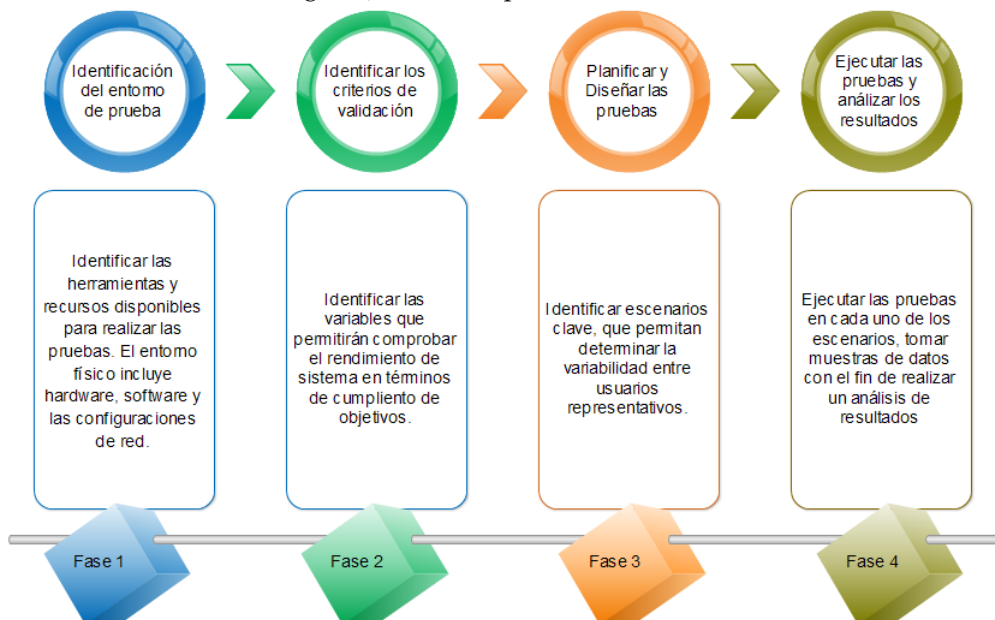 Identificación
del entorno
de prueba
Identificar los
criterios de
validación
Planificar y
Diseñar las
pruebas
Ejecutar las
pruebas y
análizar los
resultados
Identificar las
herramientas y
recursos disponibles
para realizar las
pruebas. El entorno
físico incluye
hardware, software y
las configuraciones
de red.
Identificar las
variables que
permitirán comprobar
el rendimiento de
sistema en términos
de cumpliento de
objetivos.
Identificar escenarios
clave, que permitan
determinar la
variabilidad entre
usuarios
representativos.
Ejecutar las pruebas
en cada uno de los
escenarios, tomar
muestras de datos
con el fin de realizar
un análisis de
resultados
Fase 1
Fase 2
Fase 3
Fase 4